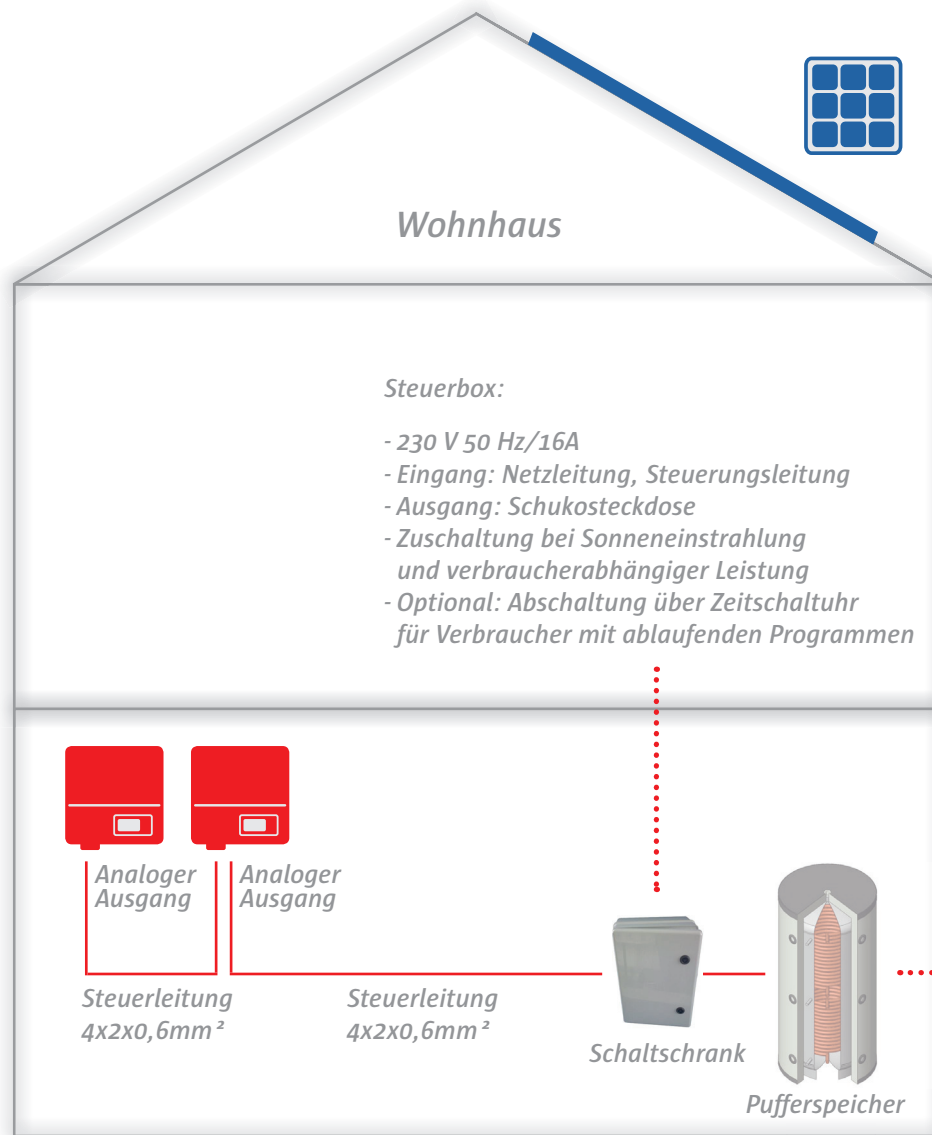 Wohnhaus
Steuerbox:
- 230 V 50 Hz/16A
- Eingang: Netzleitung, Steuerungsleitung
- Ausgang: Schukosteckdose
- Zuschaltung bei Sonneneinstrahlung
und verbraucherabhängiger Leistung
- Optional: Abschaltung über Zeitschaltuhr
für Verbraucher mit ablaufenden Programmen
Analoger
Ausgang
Analoger
Ausgang
Steuerleitung
4x2x0,6mm²
Steuerleitung
4x2x0,6mm²
Schaltschrank
Pufferspeicher